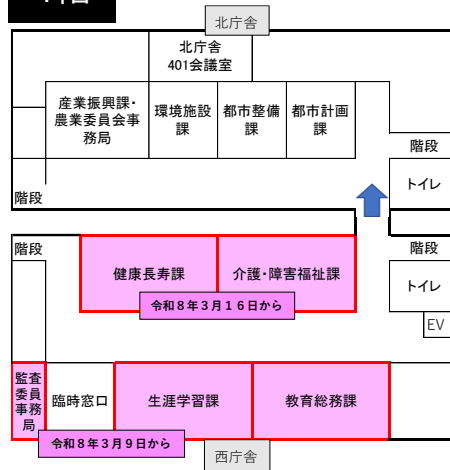 北庁舎
北庁舎
401会議室
産業振興課・
農業委員会事
務局
環境施設
課
都市整備
課
都市計画
課
階段
トイレ
階段
階段
健康長寿課
介護・障害福祉課
階段
トイレ
令和８年３月１６日から
EV
監査
委員
事務
局
臨時窓口
生涯学習課
教育総務課
令和８年３月９日から
西庁舎